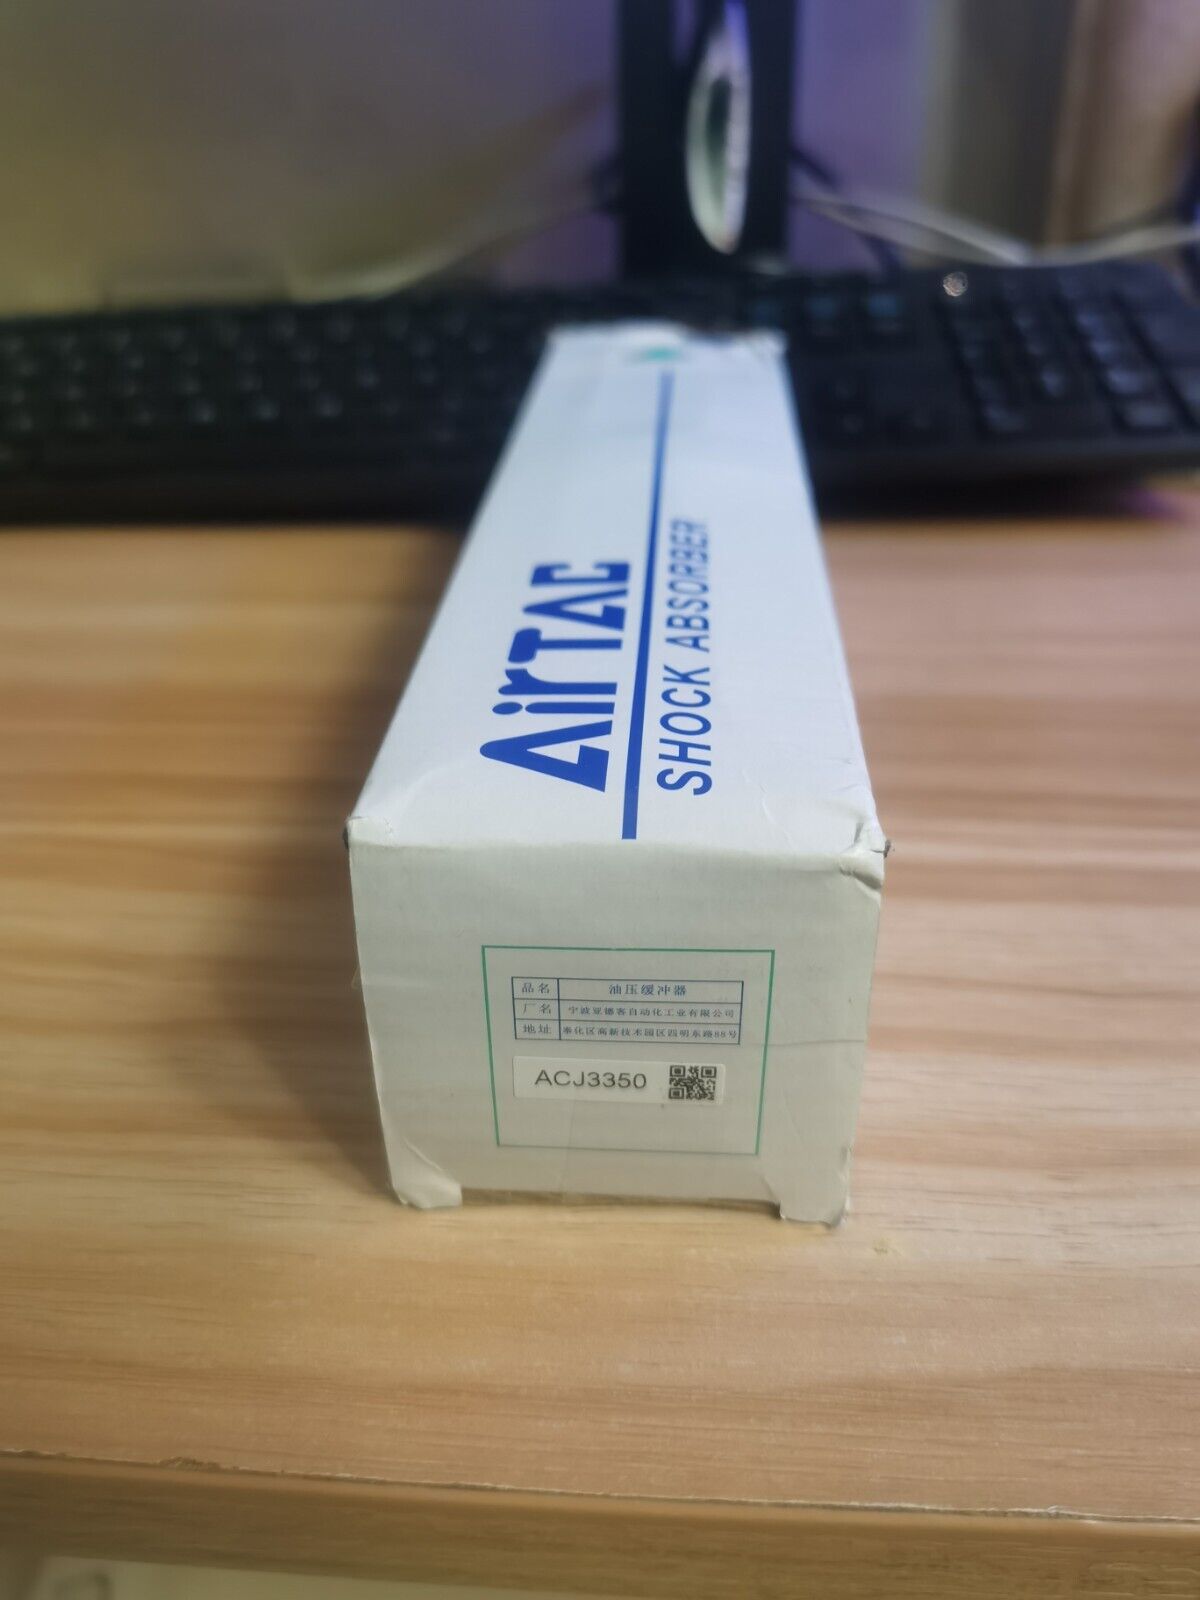 AirTAC
SHOCK ABSORBER
品名 油压缓冲器
厂名 宁波亚德客自动化工业有限公司
地址 奉化区高新技术园区四明东路88号
ACJ3350